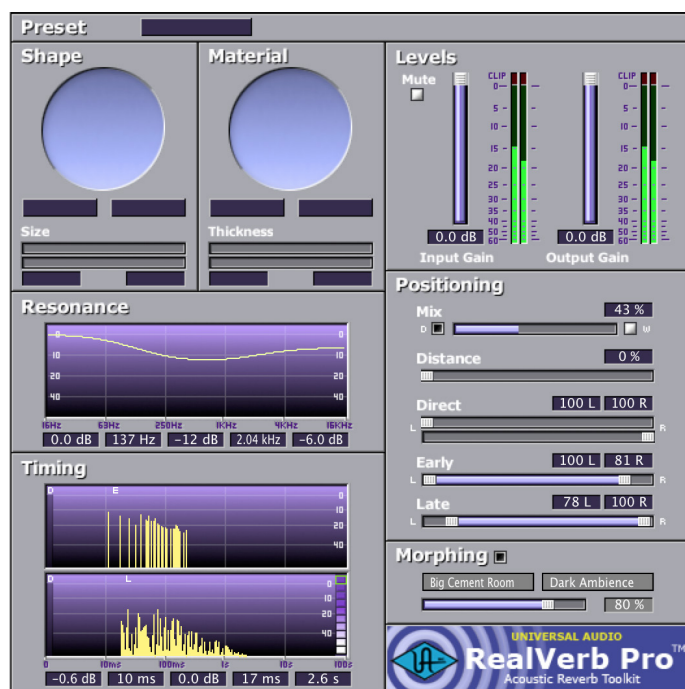 Preset
Shape
Material
Size
Thickness
Levels
Mute
CLIP CLIP
0 0
5 5
10 10
15 15
20 20
25 25
30 30
35 35
40 40
50 50
60 60
0.0 dB 0.0 dB
Input Gain Output Gain
Resonance
0
10
20
40
16Hz 63Hz 250Hz 1KHz 4KHz 16KHz
0.0 dB 137 Hz −12 dB 2.04 kHz −6.0 dB
Timing
D E
0
10
20
40
D L
0
10
20
40
0 10ms 100ms 1s 10s 100s
−0.6 dB 10 ms 0.0 dB 17 ms 2.6 s
Positioning
Mix 43 %
D W
Distance 0 %
Direct 100 L 100 R
L R
Early 100 L 81 R
L R
Late 78 L 100 R
L R
Morphing
Big Cement Room Dark Ambience
80 %
UNIVERSAL AUDIO
RealVerb Pro™
Acoustic Reverb Toolkit